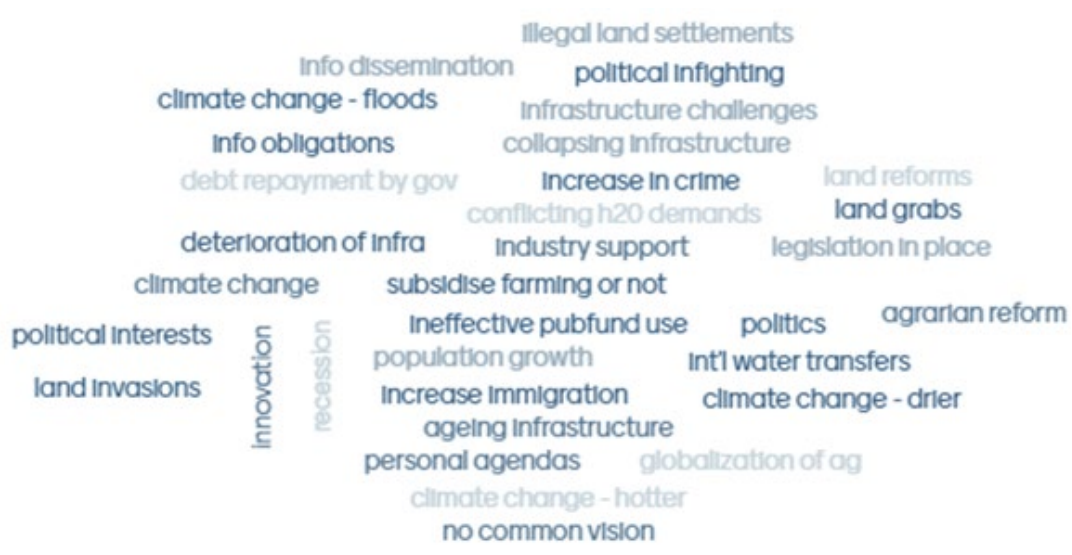 illegal land settlements
info dissemination
political infighting
climate change - floods
infrastructure challenges
info obligations
collapsing infrastructure
debt repayment by gov
increase in crime
land reforms
conflicting h20 demands
land grabs
deterioration of infra
industry support
legislation in place
climate change
subsidise farming or not
agrarian reform
political interests
ineffective pubfund use
politics
innovation
recession
population growth
int'l water transfers
land invasions
increase immigration
climate change - drier
ageing infrastructure
personal agendas
globalization of ag
climate change - hotter
no common vision